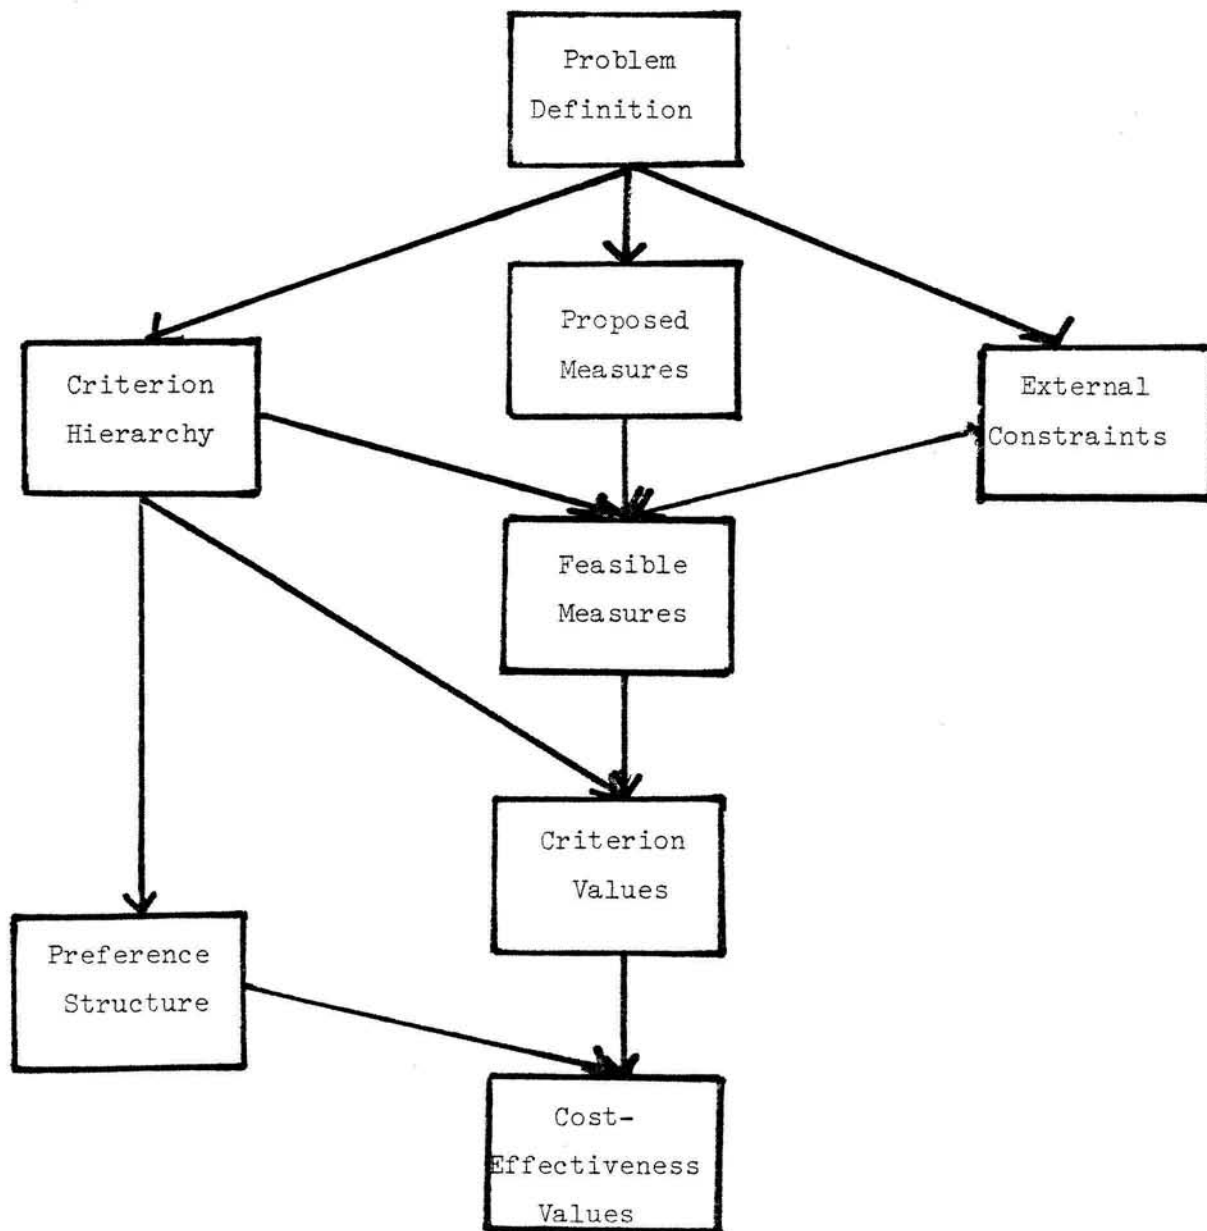 Problem
Definition
Proposed
Measures
Criterion
Hierarchy
External
Constraints
Feasible
Measures
Criterion
Values
Preference
Structure
Cost-
Effectiveness
Values